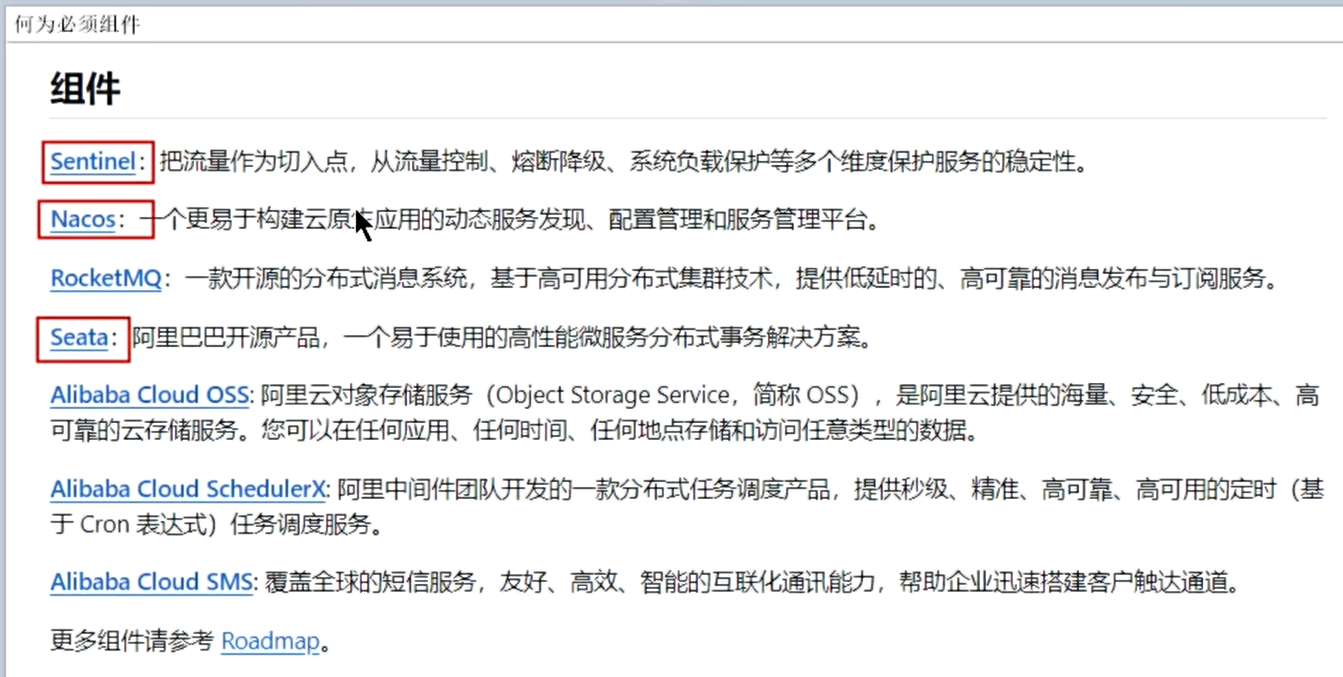 何为必须组件
组件
Sentinel：把流量作为切入点，从流量控制、熔断降级、系统负载保护等多个维度保护服务的稳定性。
Nacos：一个更易于构建云原生应用的动态服务发现、配置管理和服务管理平台。
RocketMQ：一款开源的分布式消息系统，基于高可用分布式集群技术，提供低延时的、高可靠的消息发布与订阅服务。
Seata：阿里巴巴开源产品，一个易于使用的高性能微服务分布式事务解决方案。
Alibaba Cloud OSS: 阿里云对象存储服务（Object Storage Service，简称 OSS），是阿里云提供的海量、安全、低成本、高
可靠的云存储服务。您可以在任何应用、任何时间、任何地点存储和访问任意类型的数据。
Alibaba Cloud SchedulerX: 阿里中间件团队开发的一款分布式任务调度产品，提供秒级、精准、高可靠、高可用的定时（基
于 Cron 表达式）任务调度服务。
Alibaba Cloud SMS: 覆盖全球的短信服务，友好、高效、智能的互联化通讯能力，帮助企业迅速搭建客户触达通道。
更多组件请参考 Roadmap。